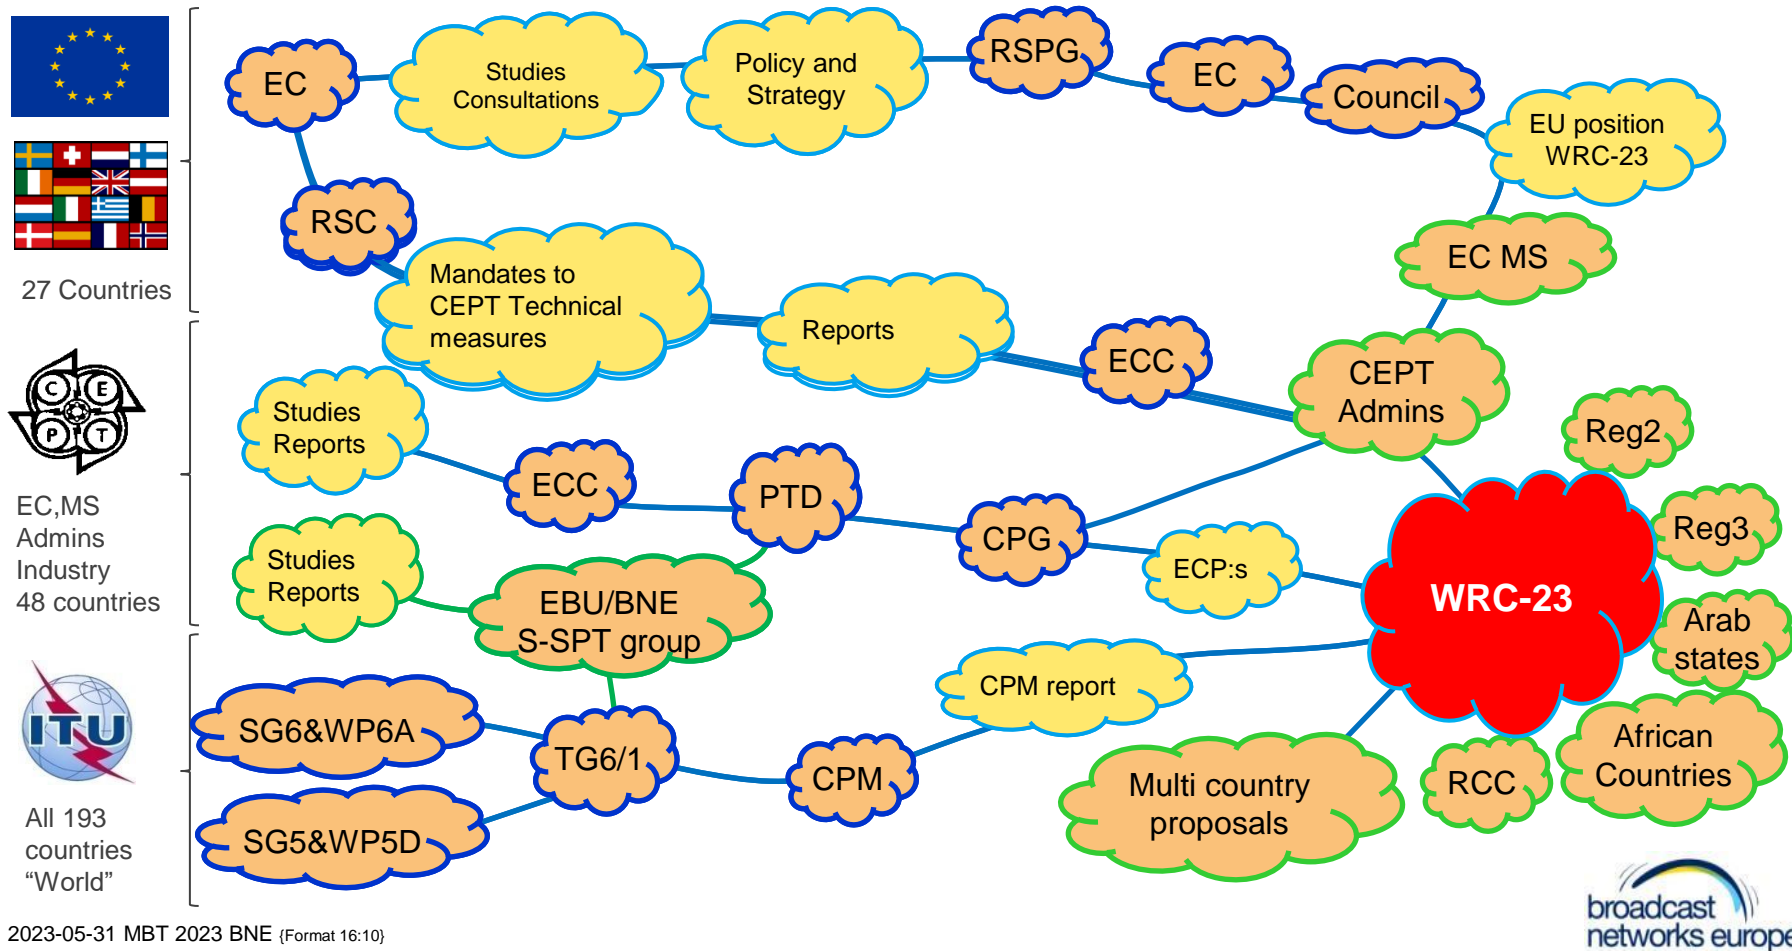 EC
Studies
Consultations
Policy and
Strategy
RSPG
EC
Council
EU position
WRC-23
RSC
27 Countries
Mandates to
CEPT Technical
measures
Reports
ECC
EC MS
CEPT
Admins
C E
P T
EC,MS
Admins
Industry
48 countries
Studies
Reports
ECC
PTD
CPG
ECP:s
Studies
Reports
EBU/BNE
S-SPT group
WRC-23
Reg2
Reg3
Arab
states
African
Countries
RCC
Multi country
proposals
CPM report
CPM
TG6/1
SG6&WP6A
SG5&WP5D
ITU
All 193
countries
“World”
broadcast
networks europe
2023-05-31 MBT 2023 BNE {Format 16:10}